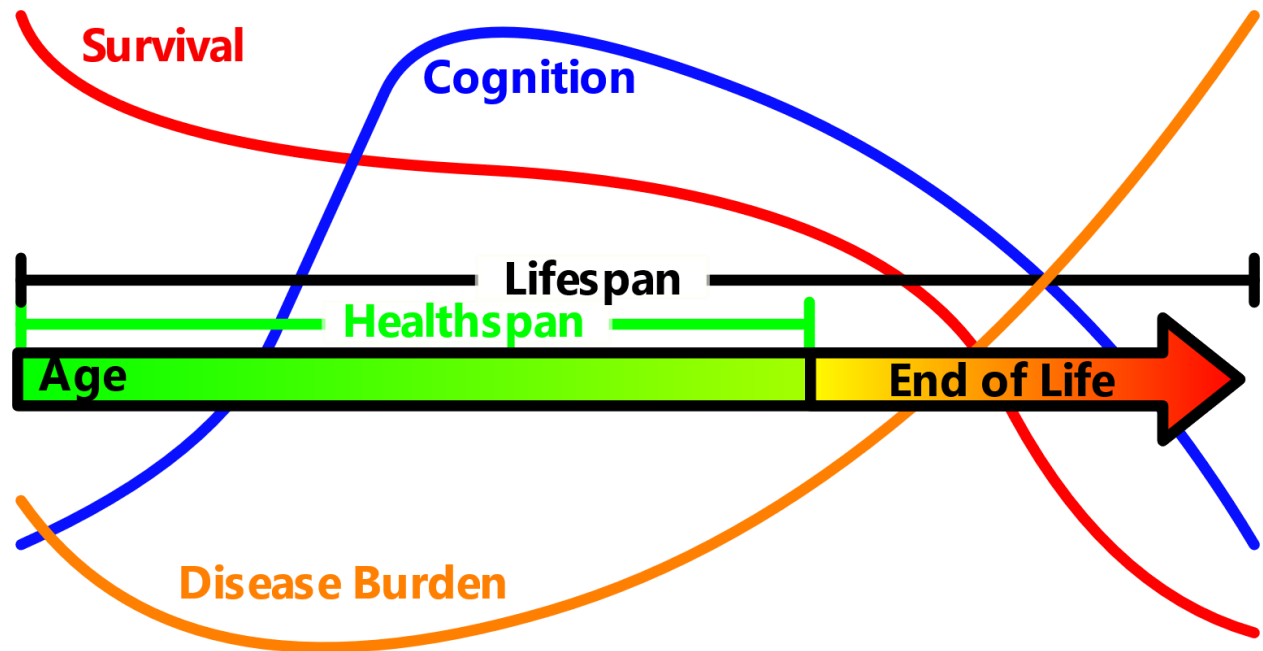 Survival
Cognition
Lifespan
Healthspan
Age
End of Life
Disease Burden